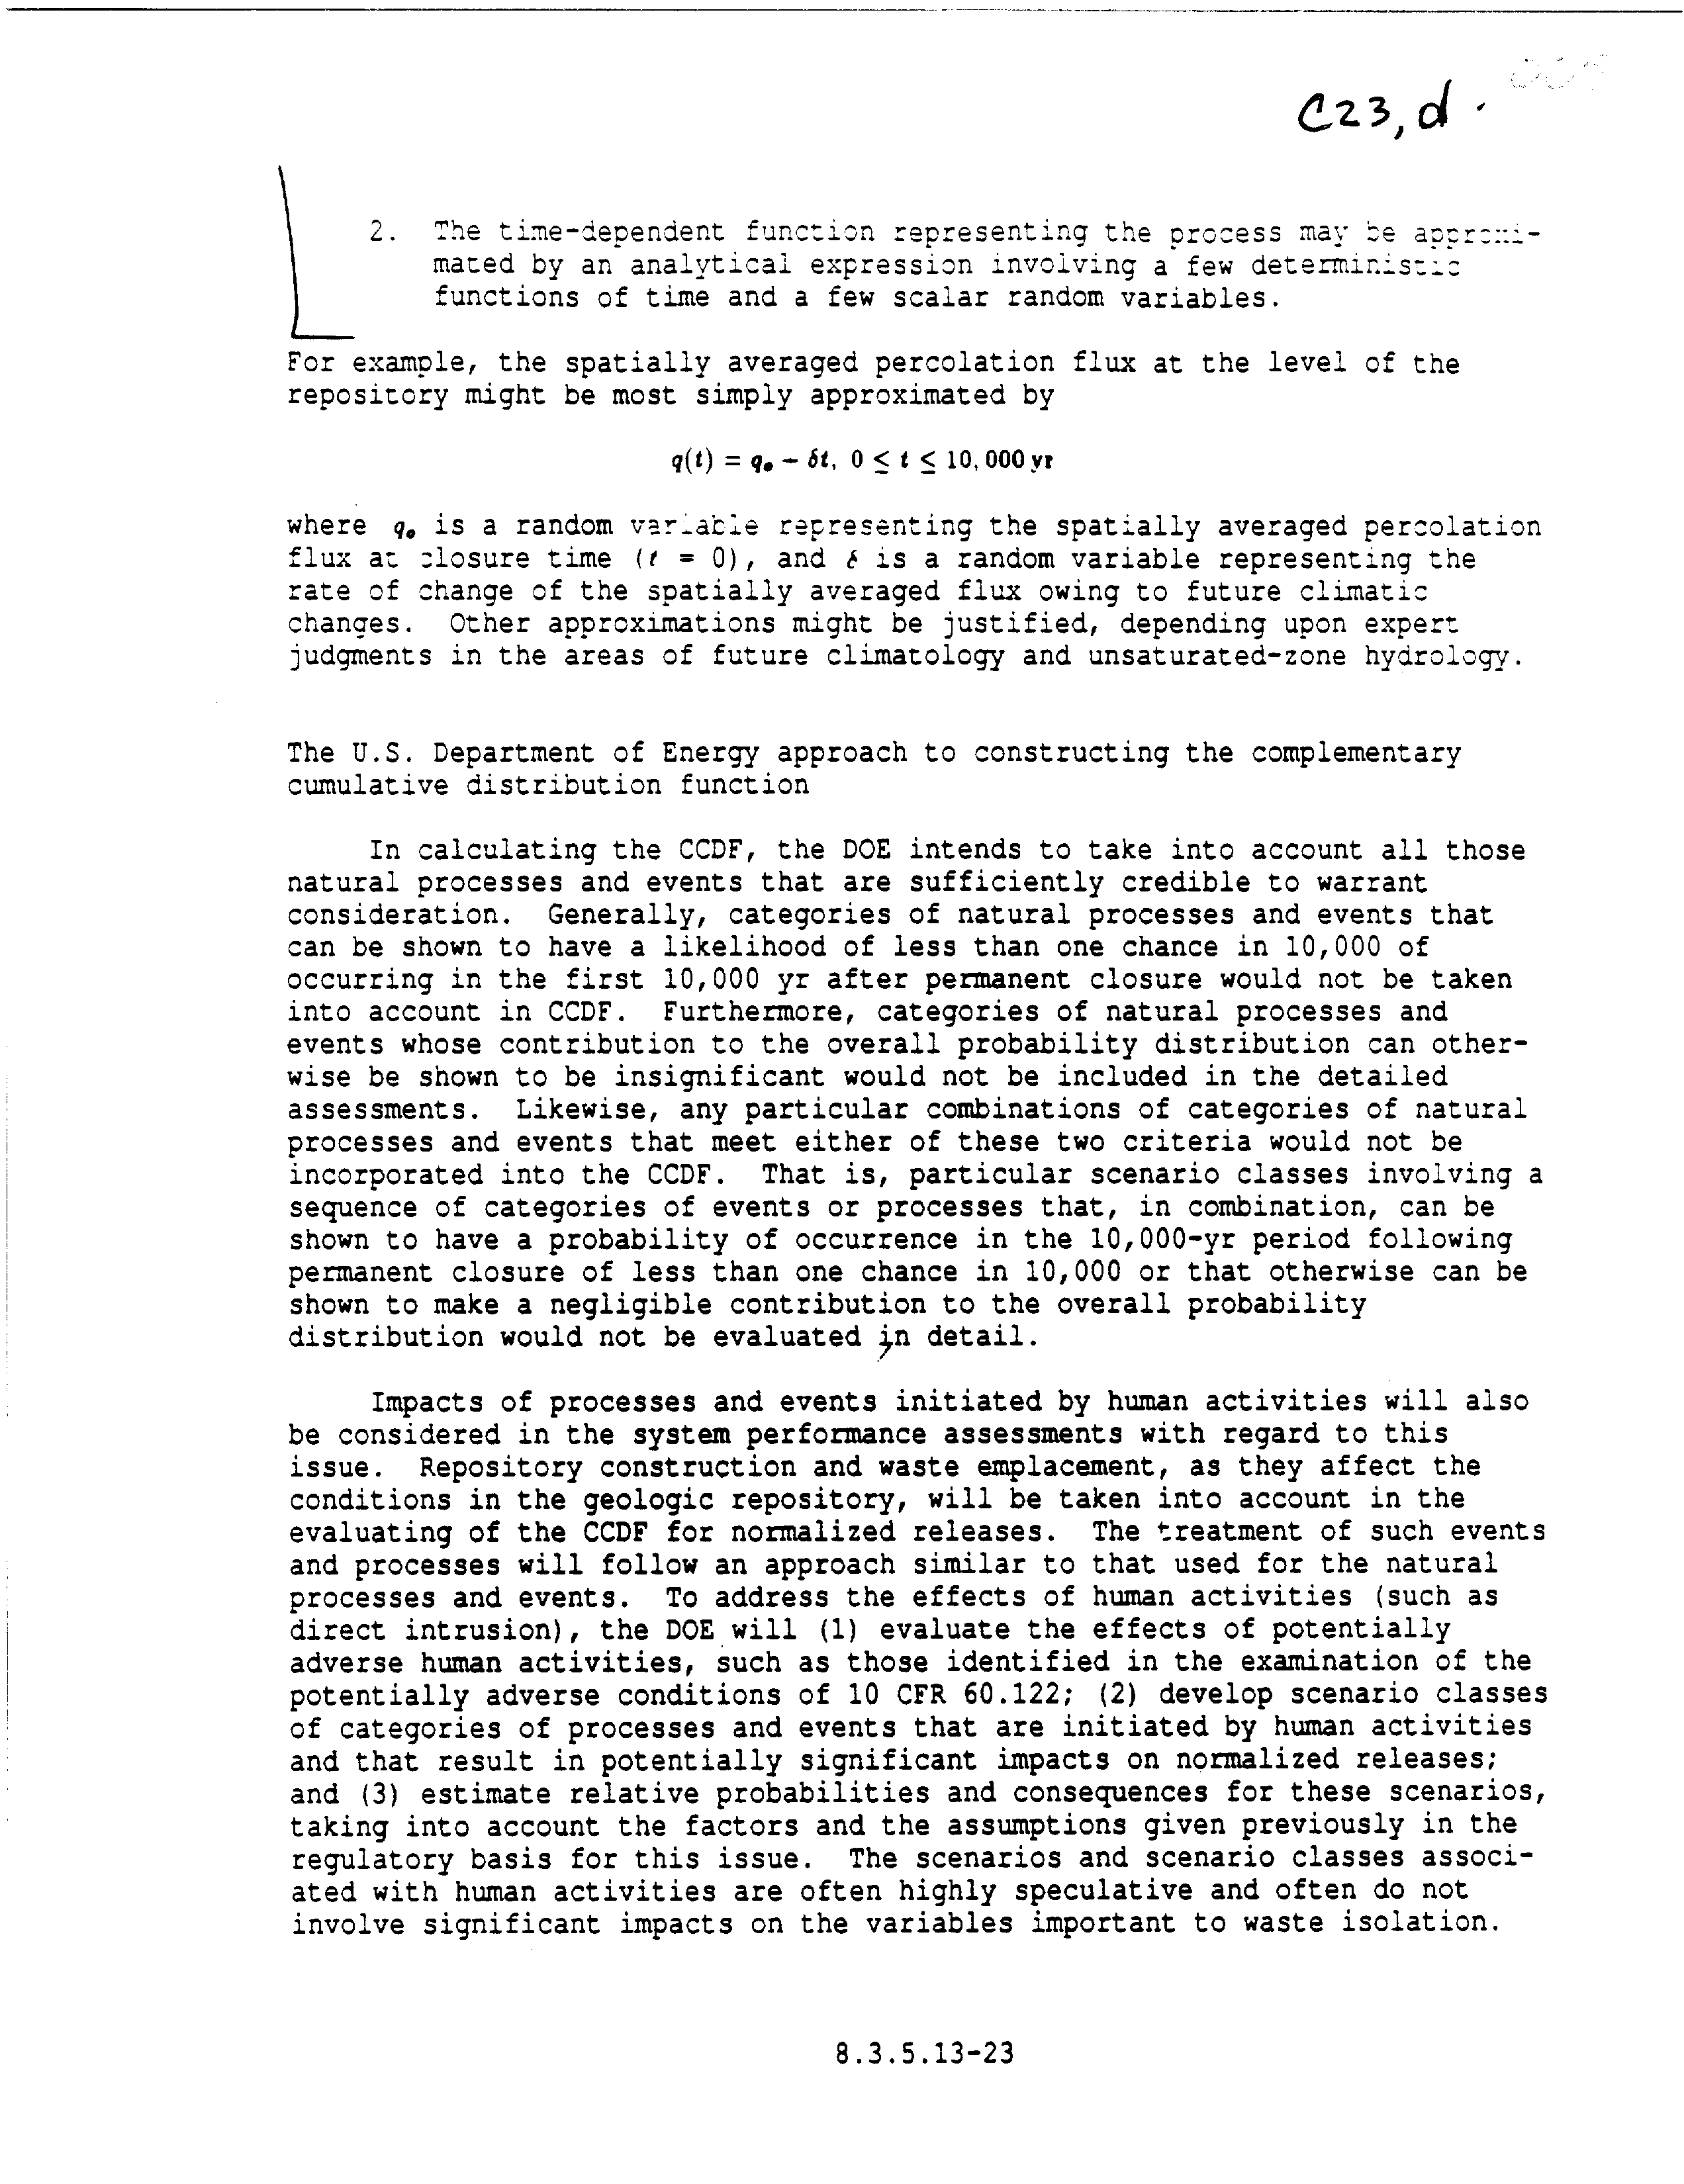 C23, d.
2. The time-dependent function representing the process may be approxi-
mated by an analytical expression involving a few deterministic
functions of time and a few scalar random variables.
For example, the spatially averaged percolation flux at the level of the
repository might be most simply approximated by
q(t) = q₀ − δt, 0 ≤ t ≤ 10,000 yr
where q₀ is a random variable representing the spatially averaged percolation
flux at closure time (t = 0), and δ is a random variable representing the
rate of change of the spatially averaged flux owing to future climatic
changes. Other approximations might be justified, depending upon expert
judgments in the areas of future climatology and unsaturated-zone hydrology.
The U.S. Department of Energy approach to constructing the complementary
cumulative distribution function
In calculating the CCDF, the DOE intends to take into account all those
natural processes and events that are sufficiently credible to warrant
consideration. Generally, categories of natural processes and events that
can be shown to have a likelihood of less than one chance in 10,000 of
occurring in the first 10,000 yr after permanent closure would not be taken
into account in CCDF. Furthermore, categories of natural processes and
events whose contribution to the overall probability distribution can other-
wise be shown to be insignificant would not be included in the detailed
assessments. Likewise, any particular combinations of categories of natural
processes and events that meet either of these two criteria would not be
incorporated into the CCDF. That is, particular scenario classes involving a
sequence of categories of events or processes that, in combination, can be
shown to have a probability of occurrence in the 10,000-yr period following
permanent closure of less than one chance in 10,000 or that otherwise can be
shown to make a negligible contribution to the overall probability
distribution would not be evaluated in detail.
Impacts of processes and events initiated by human activities will also
be considered in the system performance assessments with regard to this
issue. Repository construction and waste emplacement, as they affect the
conditions in the geologic repository, will be taken into account in the
evaluating of the CCDF for normalized releases. The treatment of such events
and processes will follow an approach similar to that used for the natural
processes and events. To address the effects of human activities (such as
direct intrusion), the DOE will (1) evaluate the effects of potentially
adverse human activities, such as those identified in the examination of the
potentially adverse conditions of 10 CFR 60.122; (2) develop scenario classes
of categories of processes and events that are initiated by human activities
and that result in potentially significant impacts on normalized releases;
and (3) estimate relative probabilities and consequences for these scenarios,
taking into account the factors and the assumptions given previously in the
regulatory basis for this issue. The scenarios and scenario classes associ-
ated with human activities are often highly speculative and often do not
involve significant impacts on the variables important to waste isolation.
8.3.5.13-23